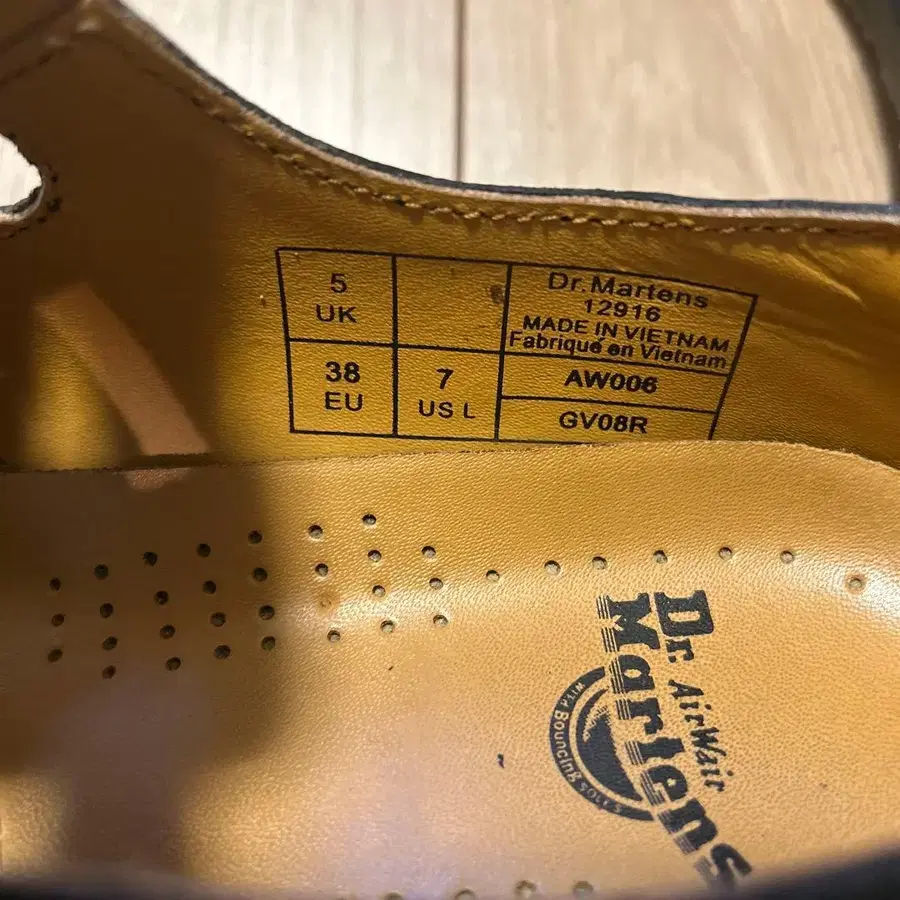 5
UK
38
EU
7
US L
Dr.Martens
12916
MADE IN VIETNAM
Fabriqué en Vietnam
AW006
GV08R
Dr. Martens
AirWair
WITH BOUNCING SOLES